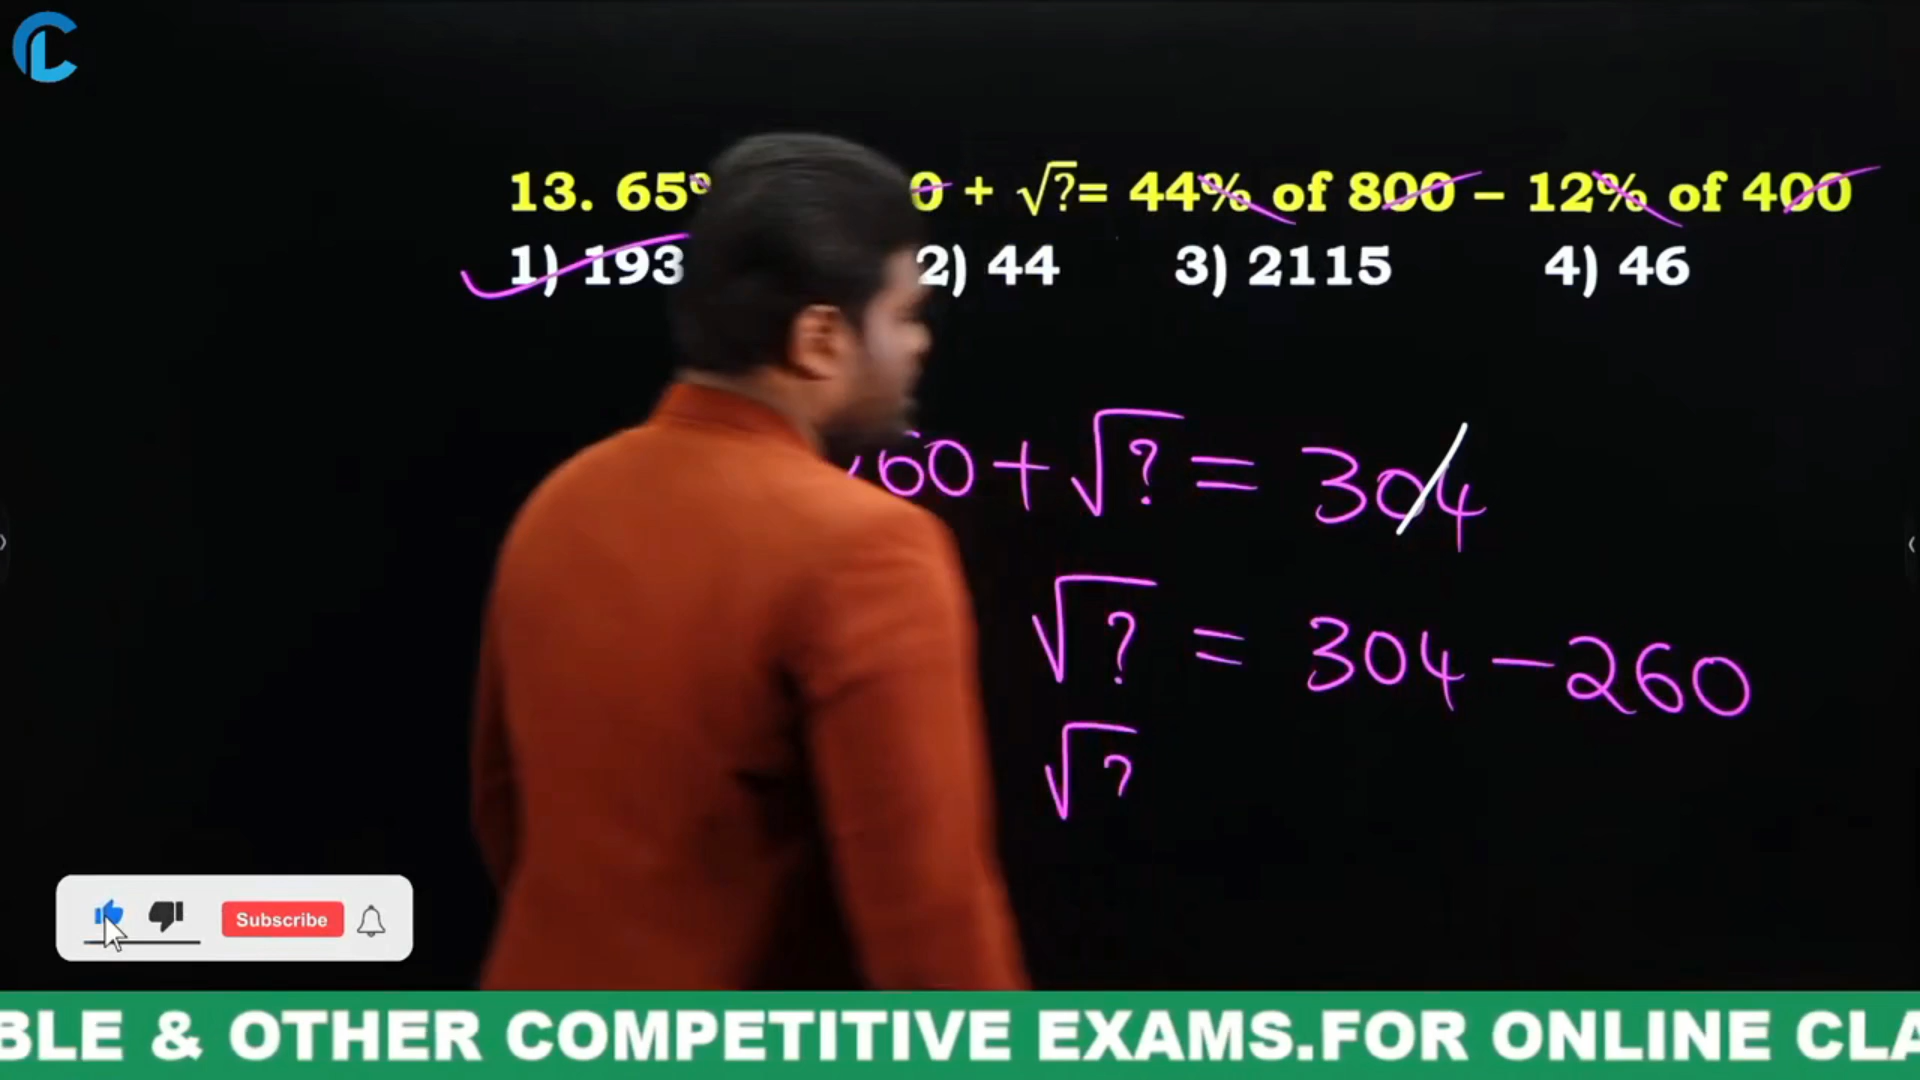 13. 65% 0 + √?= 44% of 800 – 12% of 400
1) 193 2) 44 3) 2115 4) 46
60 + √? = 304
√? = 304 – 260
√?
Subscribe
BLE & OTHER COMPETITIVE EXAMS.FOR ONLINE CLA